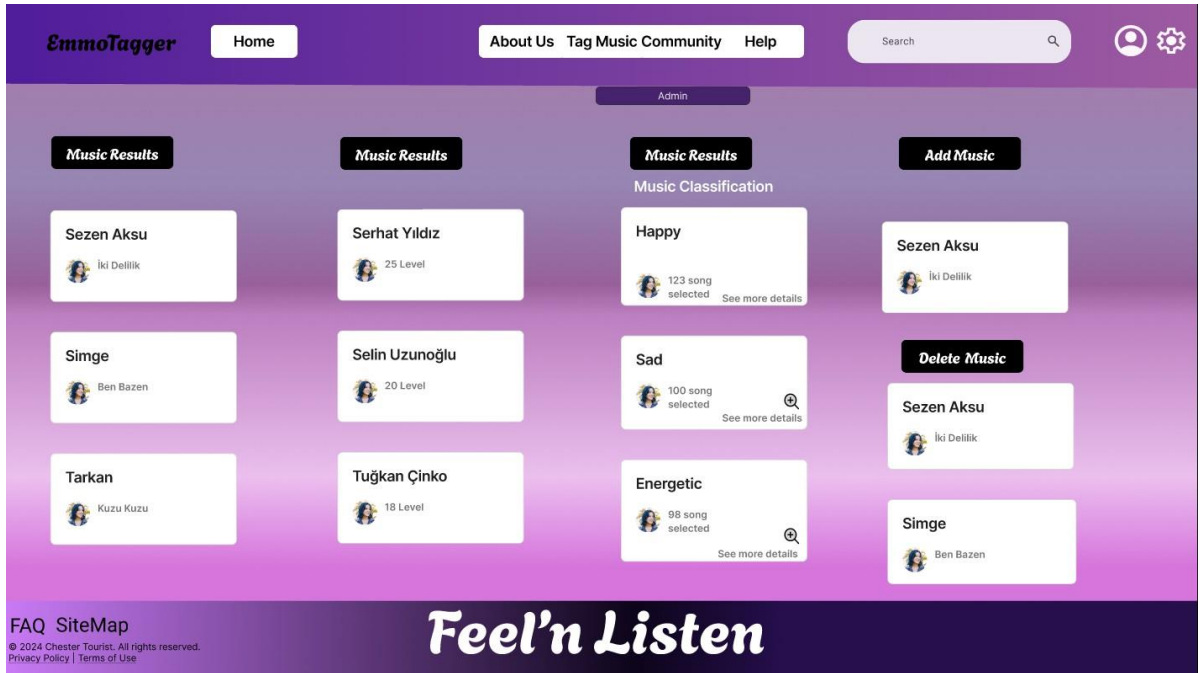 EmmoTagger
Home
About Us Tag Music Community Help
Search
Admin
Music Results
Sezen Aksu
İki Delilik
Simge
Ben Bazen
Tarkan
Kuzu Kuzu
Music Results
Serhat Yıldız
25 Level
Selin Uzunoğlu
20 Level
Tuğkan Çinko
18 Level
Music Results
Music Classification
Happy
123 song
selected
See more details
Sad
100 song
selected
See more details
Energetic
98 song
selected
See more details
Add Music
Sezen Aksu
İki Delilik
Delete Music
Sezen Aksu
İki Delilik
Simge
Ben Bazen
FAQ SiteMap
© 2024 Chester Tourist. All rights reserved.
Privacy Policy | Terms of Use
Feel'n Listen